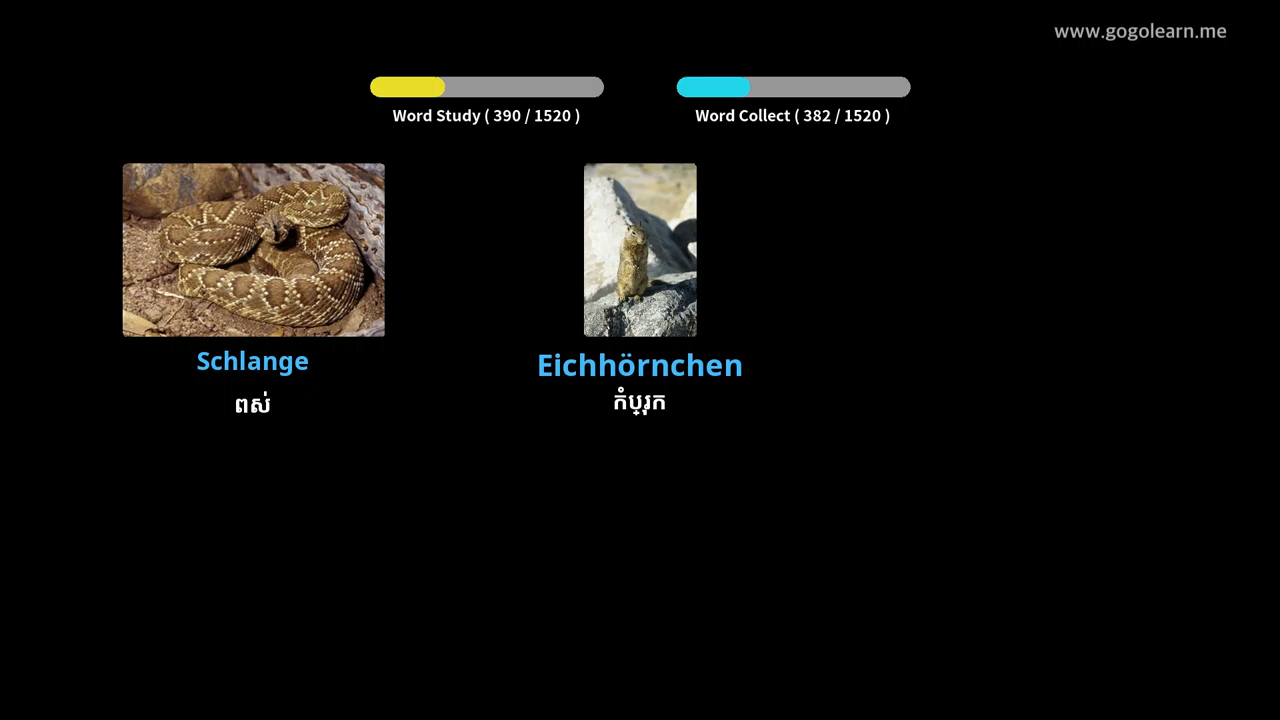 www.gogolearn.me
Word Study ( 390 / 1520 )
Word Collect ( 382 / 1520 )
Schlange
Eichhörnchen
ពស់
កំប្រុក